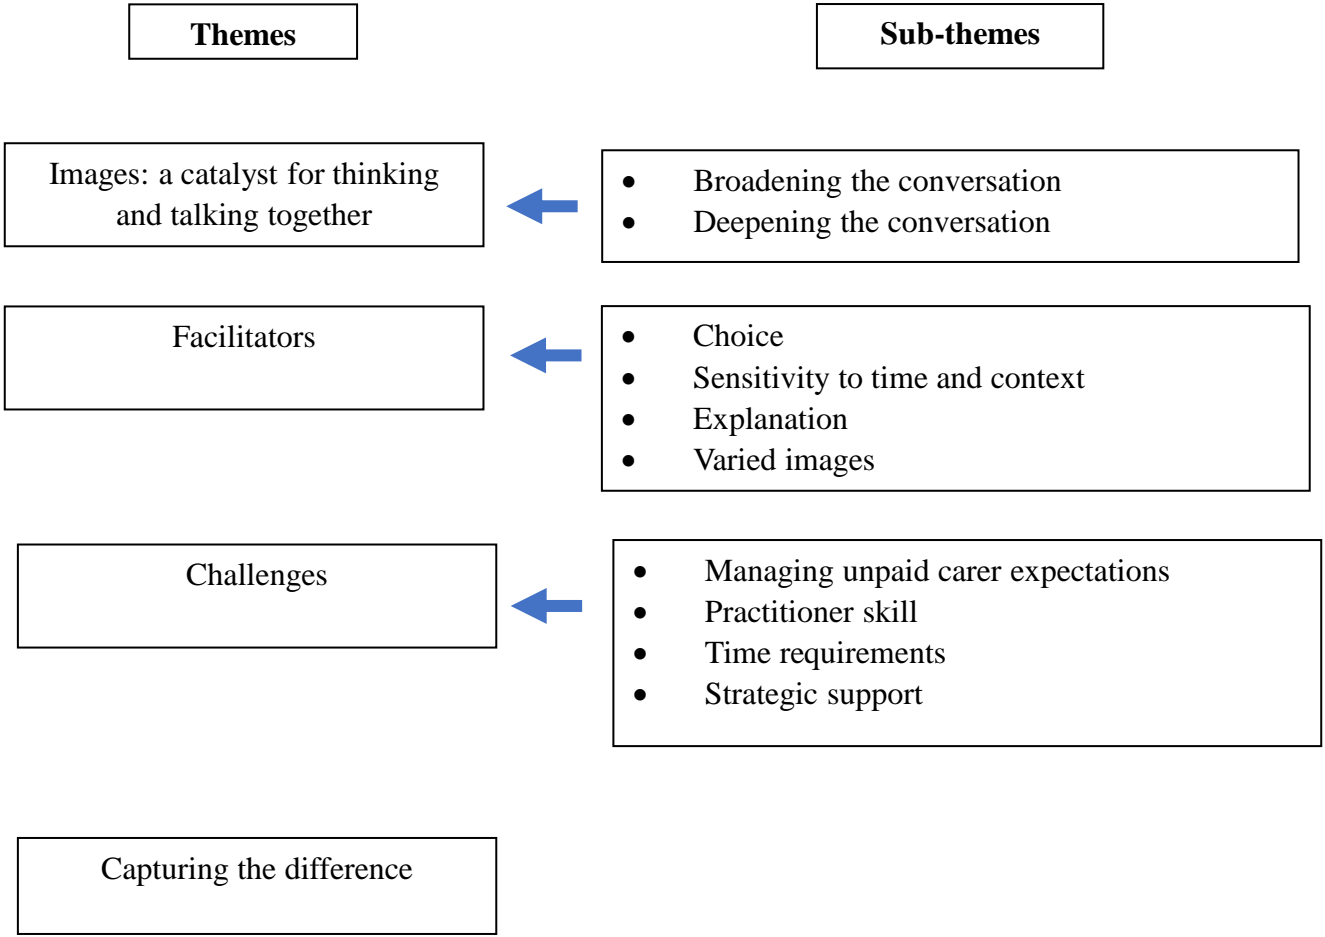 Themes
Sub-themes
Images: a catalyst for thinking
and talking together
• Broadening the conversation
• Deepening the conversation
Facilitators
• Choice
• Sensitivity to time and context
• Explanation
• Varied images
Challenges
• Managing unpaid carer expectations
• Practitioner skill
• Time requirements
• Strategic support
Capturing the difference